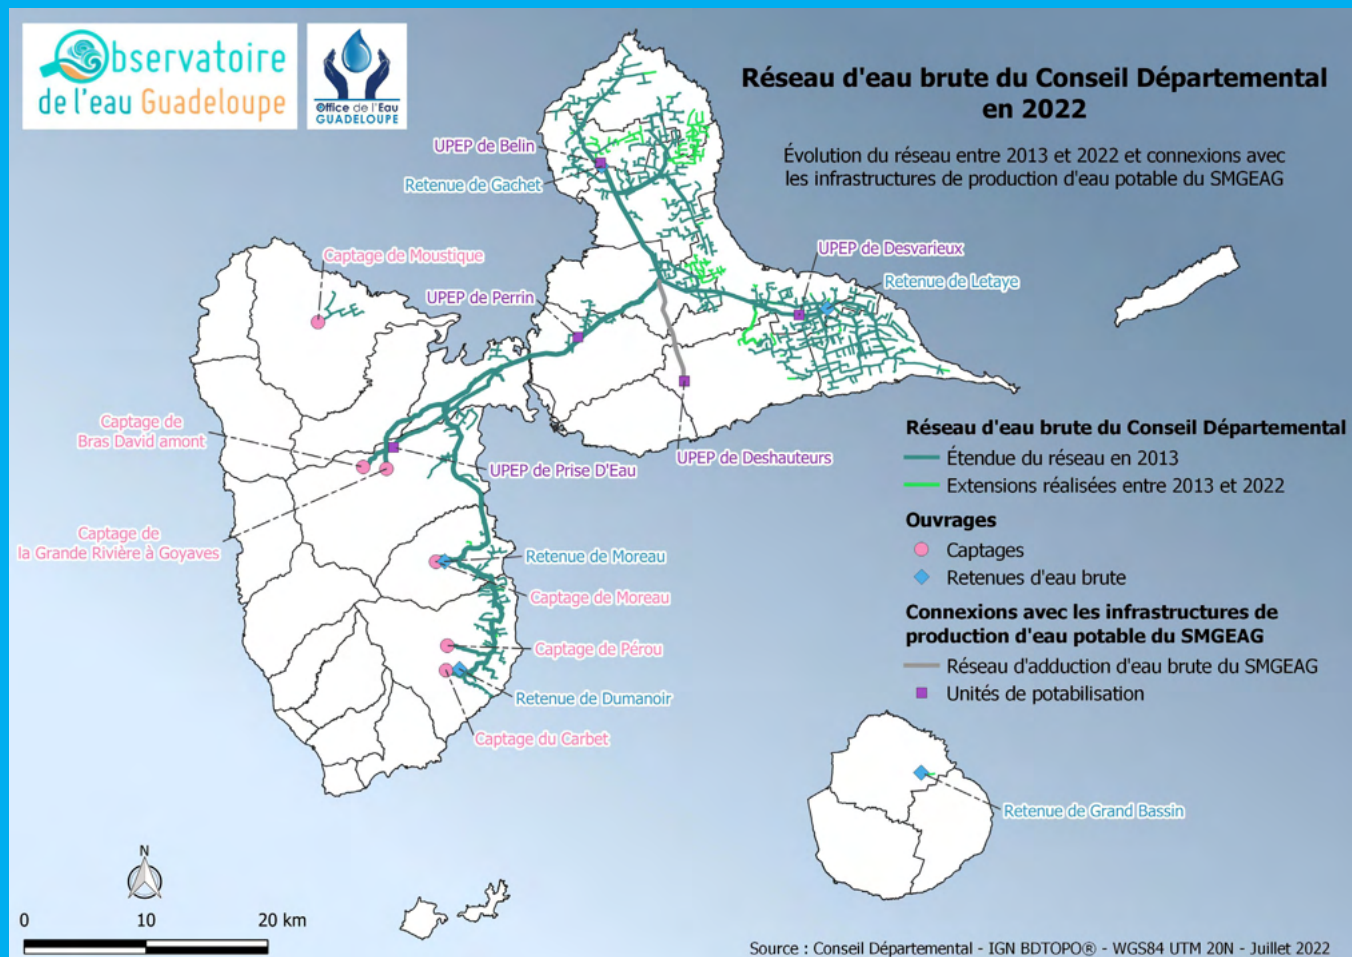 Observatoire
de l'eau Guadeloupe
Office de l'Eau
GUADELOUPE
Réseau d'eau brute du Conseil Départemental
en 2022
Évolution du réseau entre 2013 et 2022 et connexions avec
les infrastructures de production d'eau potable du SMGEAG
UPEP de Belin
Retenue de Gachet
Captage de Moustique
UPEP de Perrin
UPEP de Desvarieux
Retenue de Letaye
Captage de
Bras David amont
UPEP de Prise D'Eau
UPEP de Deshauteurs
Captage de
la Grande Rivière à Goyaves
Retenue de Moreau
Captage de Moreau
Captage de Pérou
Retenue de Dumanoir
Captage du Carbet
Réseau d'eau brute du Conseil Départemental
Étendue du réseau en 2013
Extensions réalisées entre 2013 et 2022
Ouvrages
Captages
Retenues d'eau brute
Connexions avec les infrastructures de
production d'eau potable du SMGEAG
Réseau d'adduction d'eau brute du SMGEAG
Unités de potabilisation
Retenue de Grand Bassin
N
0 10 20 km
Source : Conseil Départemental - IGN BDTOPO® - WGS84 UTM 20N - Juillet 2022